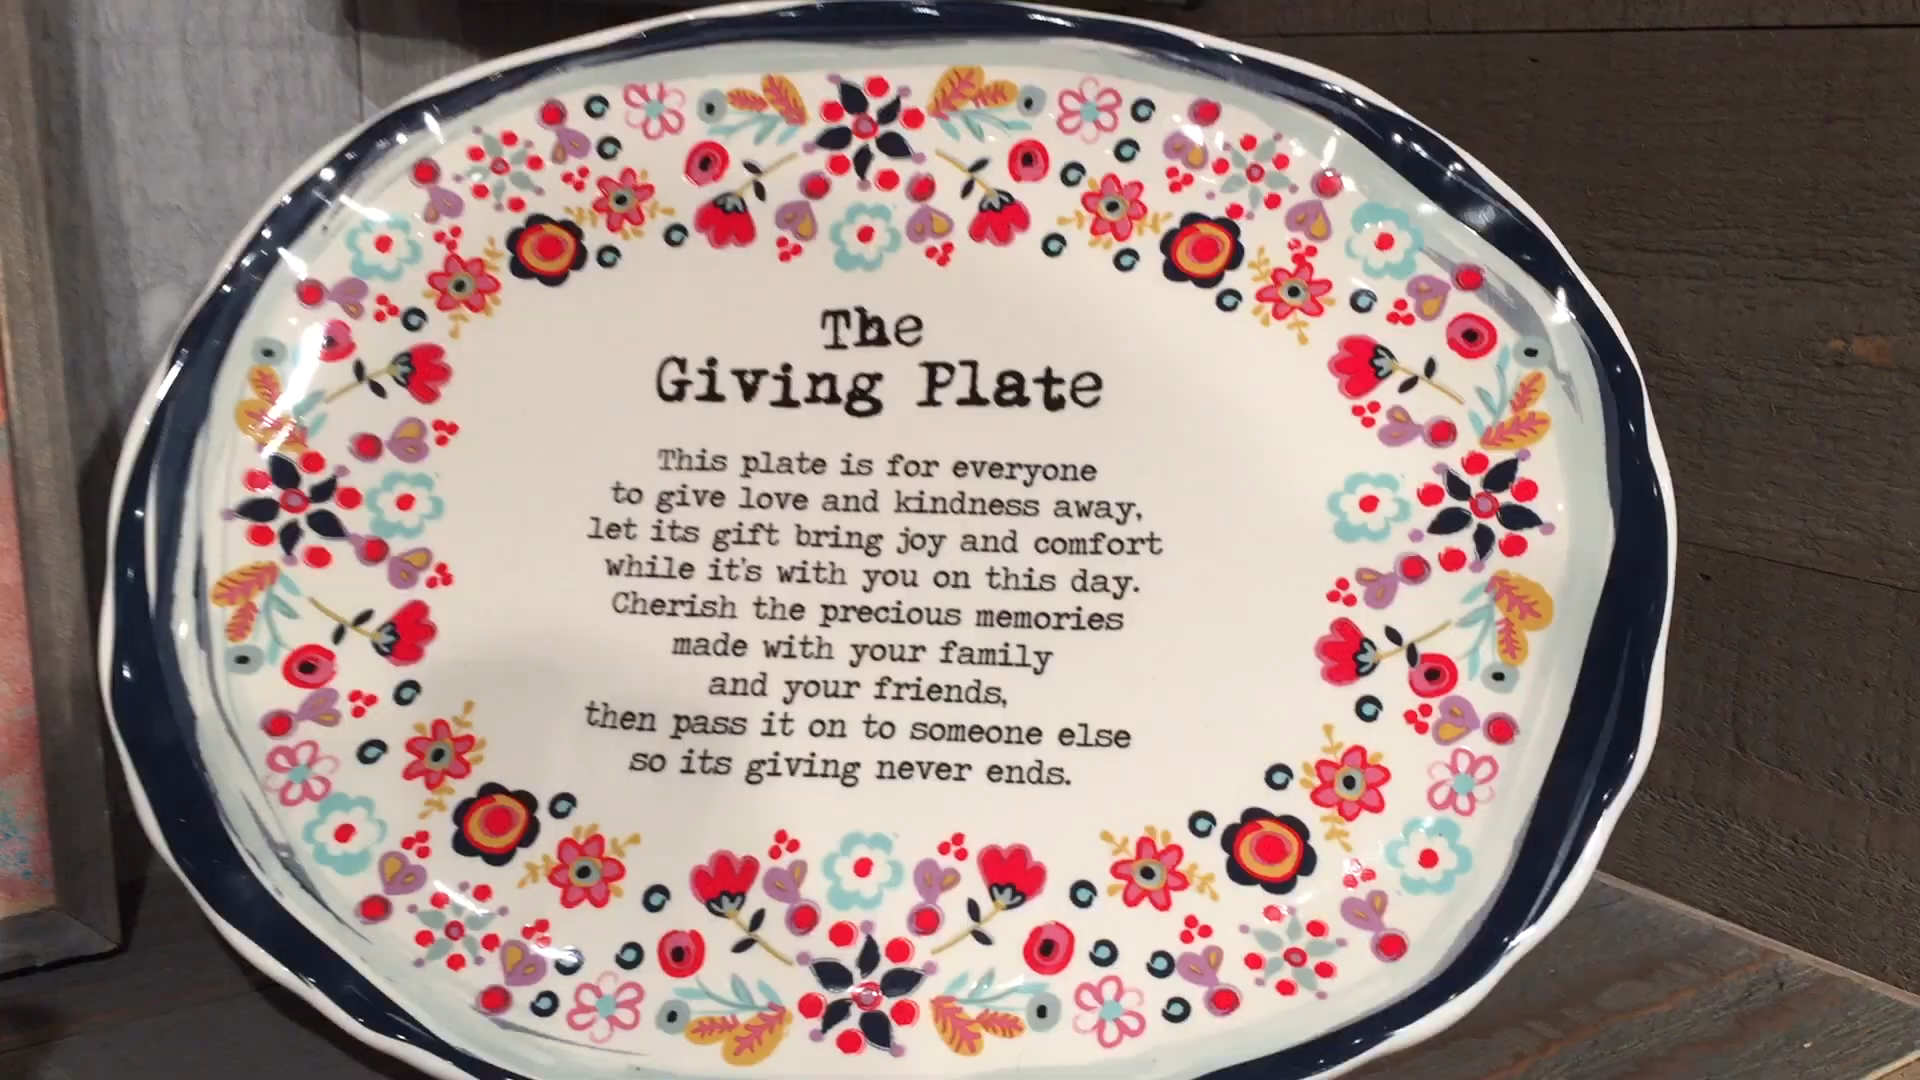 The
Giving Plate
This plate is for everyone
to give love and kindness away,
let its gift bring joy and comfort
while it's with you on this day.
Cherish the precious memories
made with your family
and your friends,
then pass it on to someone else
so its giving never ends.